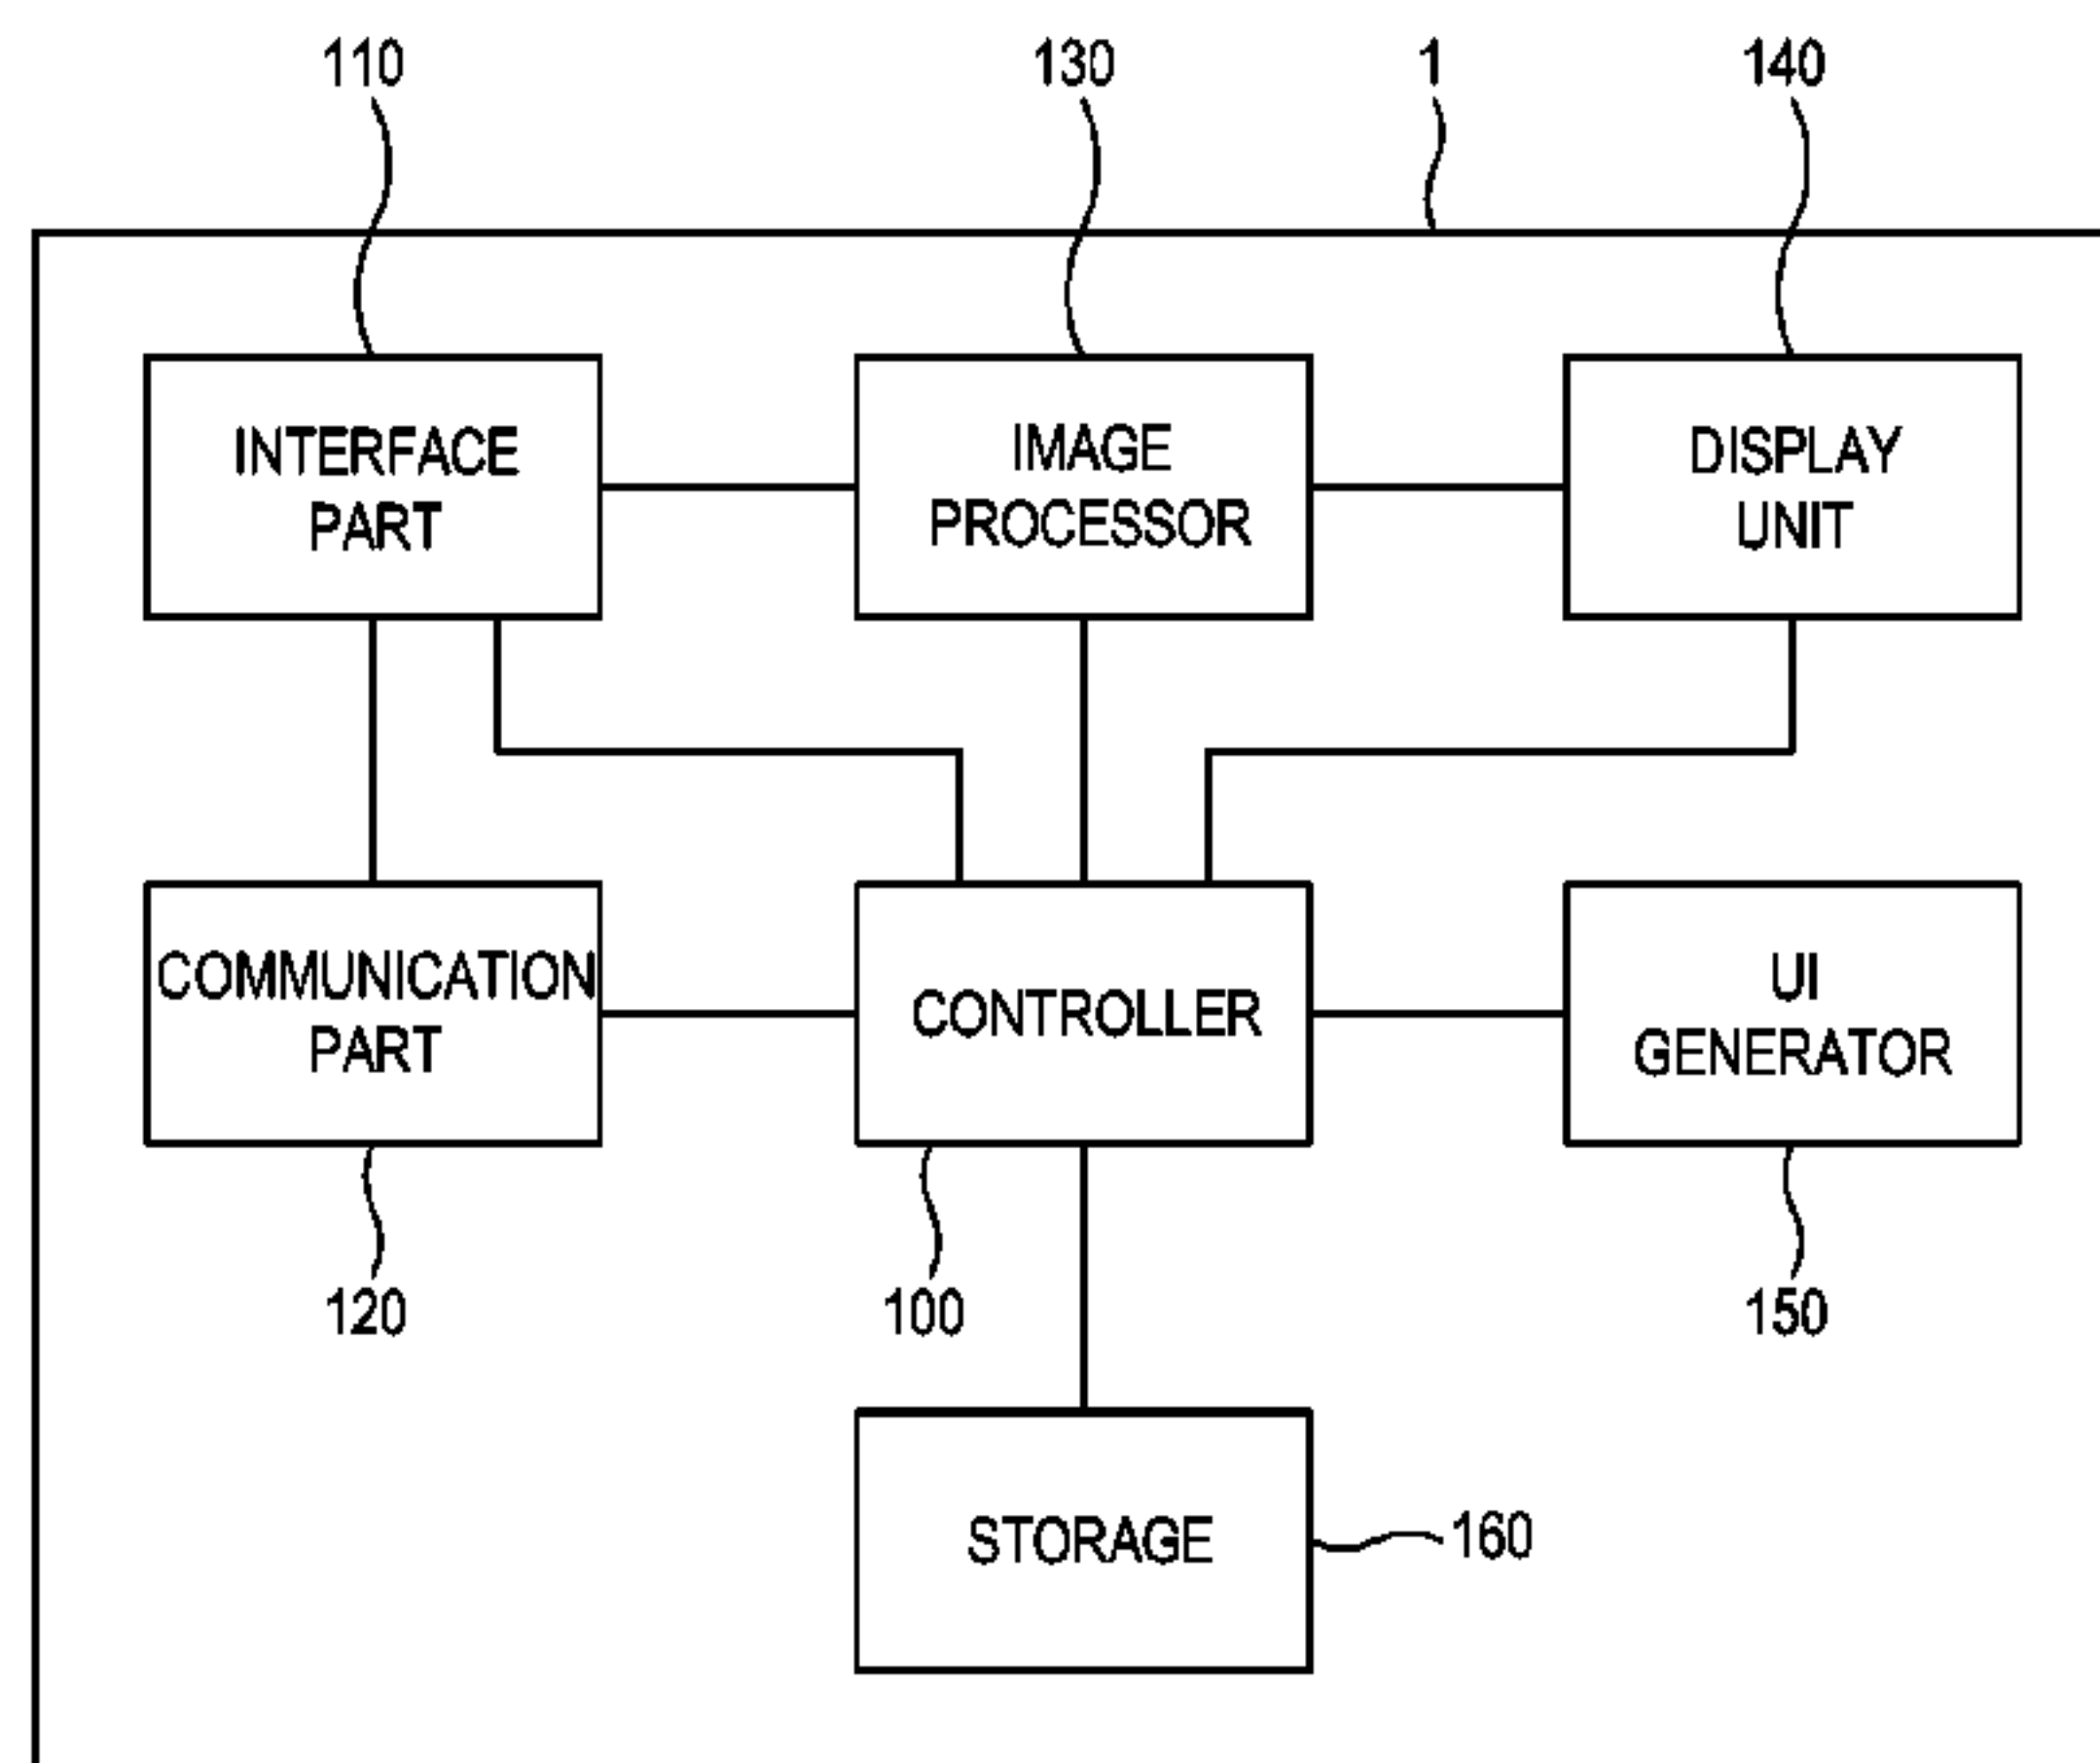 110
130
1
140
INTERFACE
PART
IMAGE
PROCESSOR
DISPLAY
UNIT
COMMUNICATION
PART
CONTROLLER
UI
GENERATOR
120
100
150
STORAGE
160